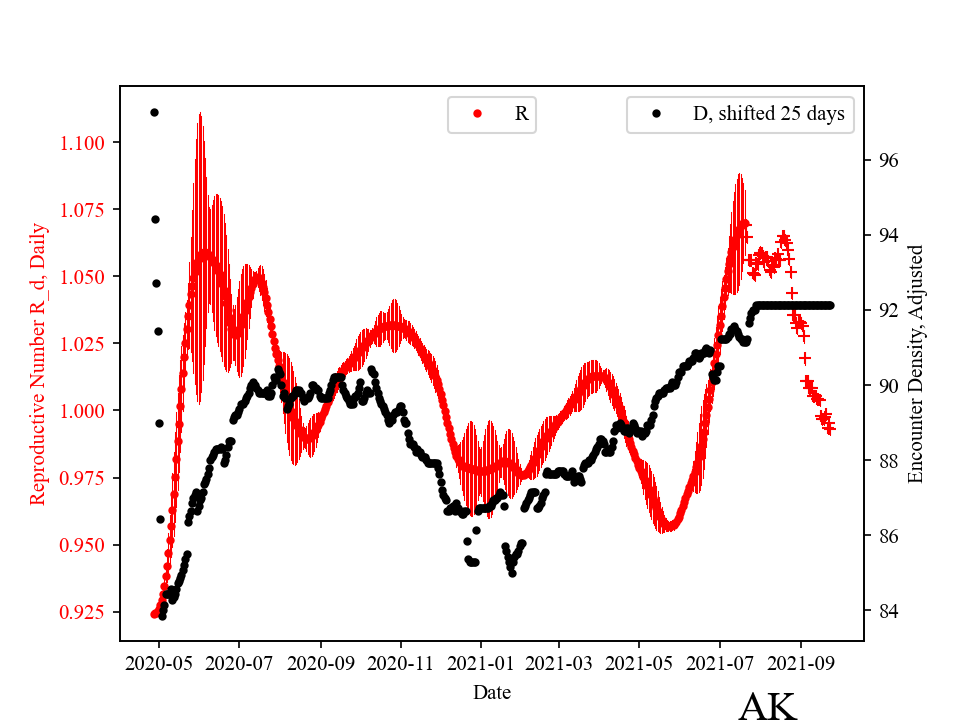 R
D, shifted 25 days
Reproductive Number R_d, Daily
1.100
1.075
1.050
1.025
1.000
0.975
0.950
0.925
96
94
92
90
88
86
84
Encounter Density, Adjusted
2020-05 2020-07 2020-09 2020-11 2021-01 2021-03 2021-05 2021-07 2021-09
Date
AK